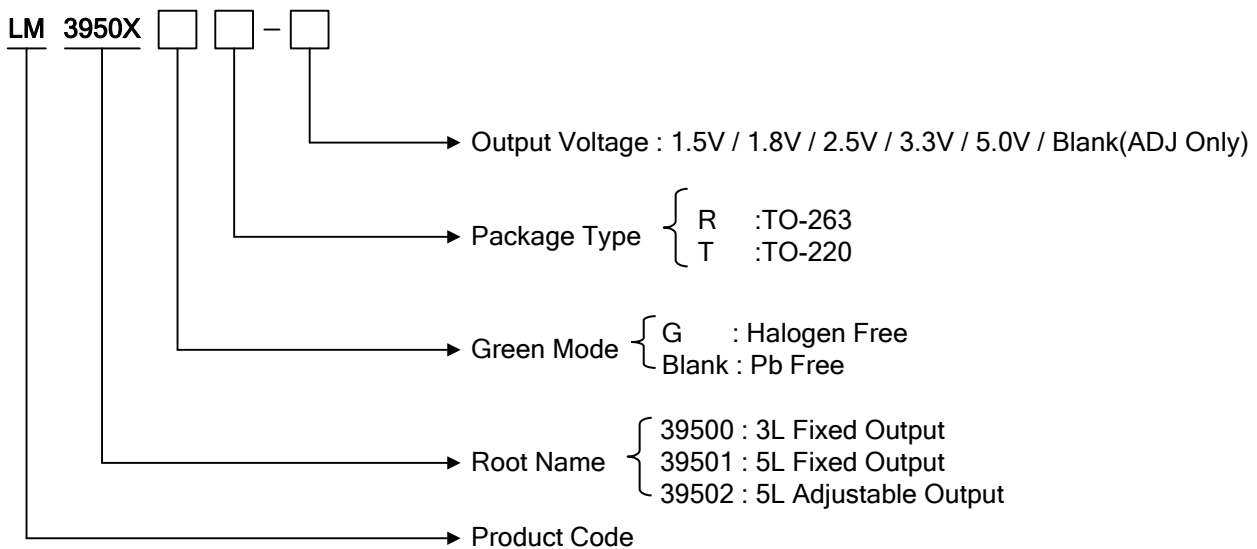 LM 3950X –
Output Voltage : 1.5V / 1.8V / 2.5V / 3.3V / 5.0V / Blank(ADJ Only)
Package Type
R :TO-263
T :TO-220
Green Mode
G : Halogen Free
Blank : Pb Free
Root Name
39500 : 3L Fixed Output
39501 : 5L Fixed Output
39502 : 5L Adjustable Output
Product Code